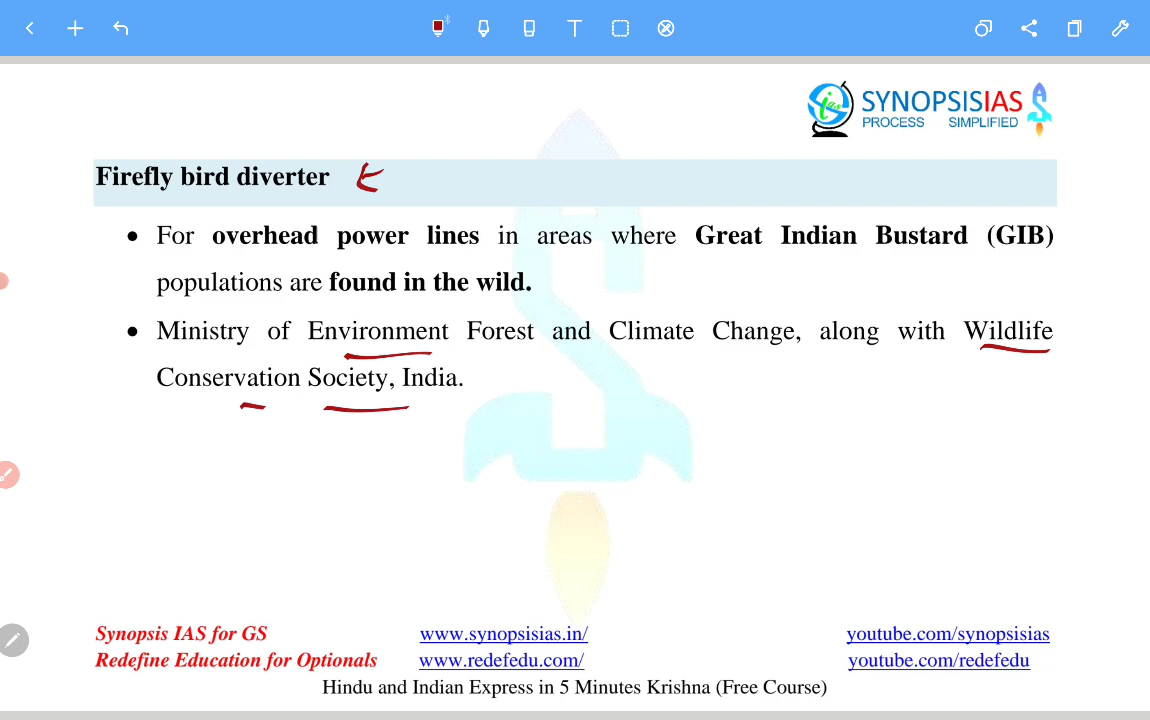 SYNOPSISIAS
PROCESS SIMPLIFIED
Firefly bird diverter
• For overhead power lines in areas where Great Indian Bustard (GIB)
populations are found in the wild.
• Ministry of Environment Forest and Climate Change, along with Wildlife
Conservation Society, India.
Synopsis IAS for GS www.synopsisias.in/ youtube.com/synopsisias
Redefine Education for Optionals www.redefedu.com/ youtube.com/redefedu
Hindu and Indian Express in 5 Minutes Krishna (Free Course)